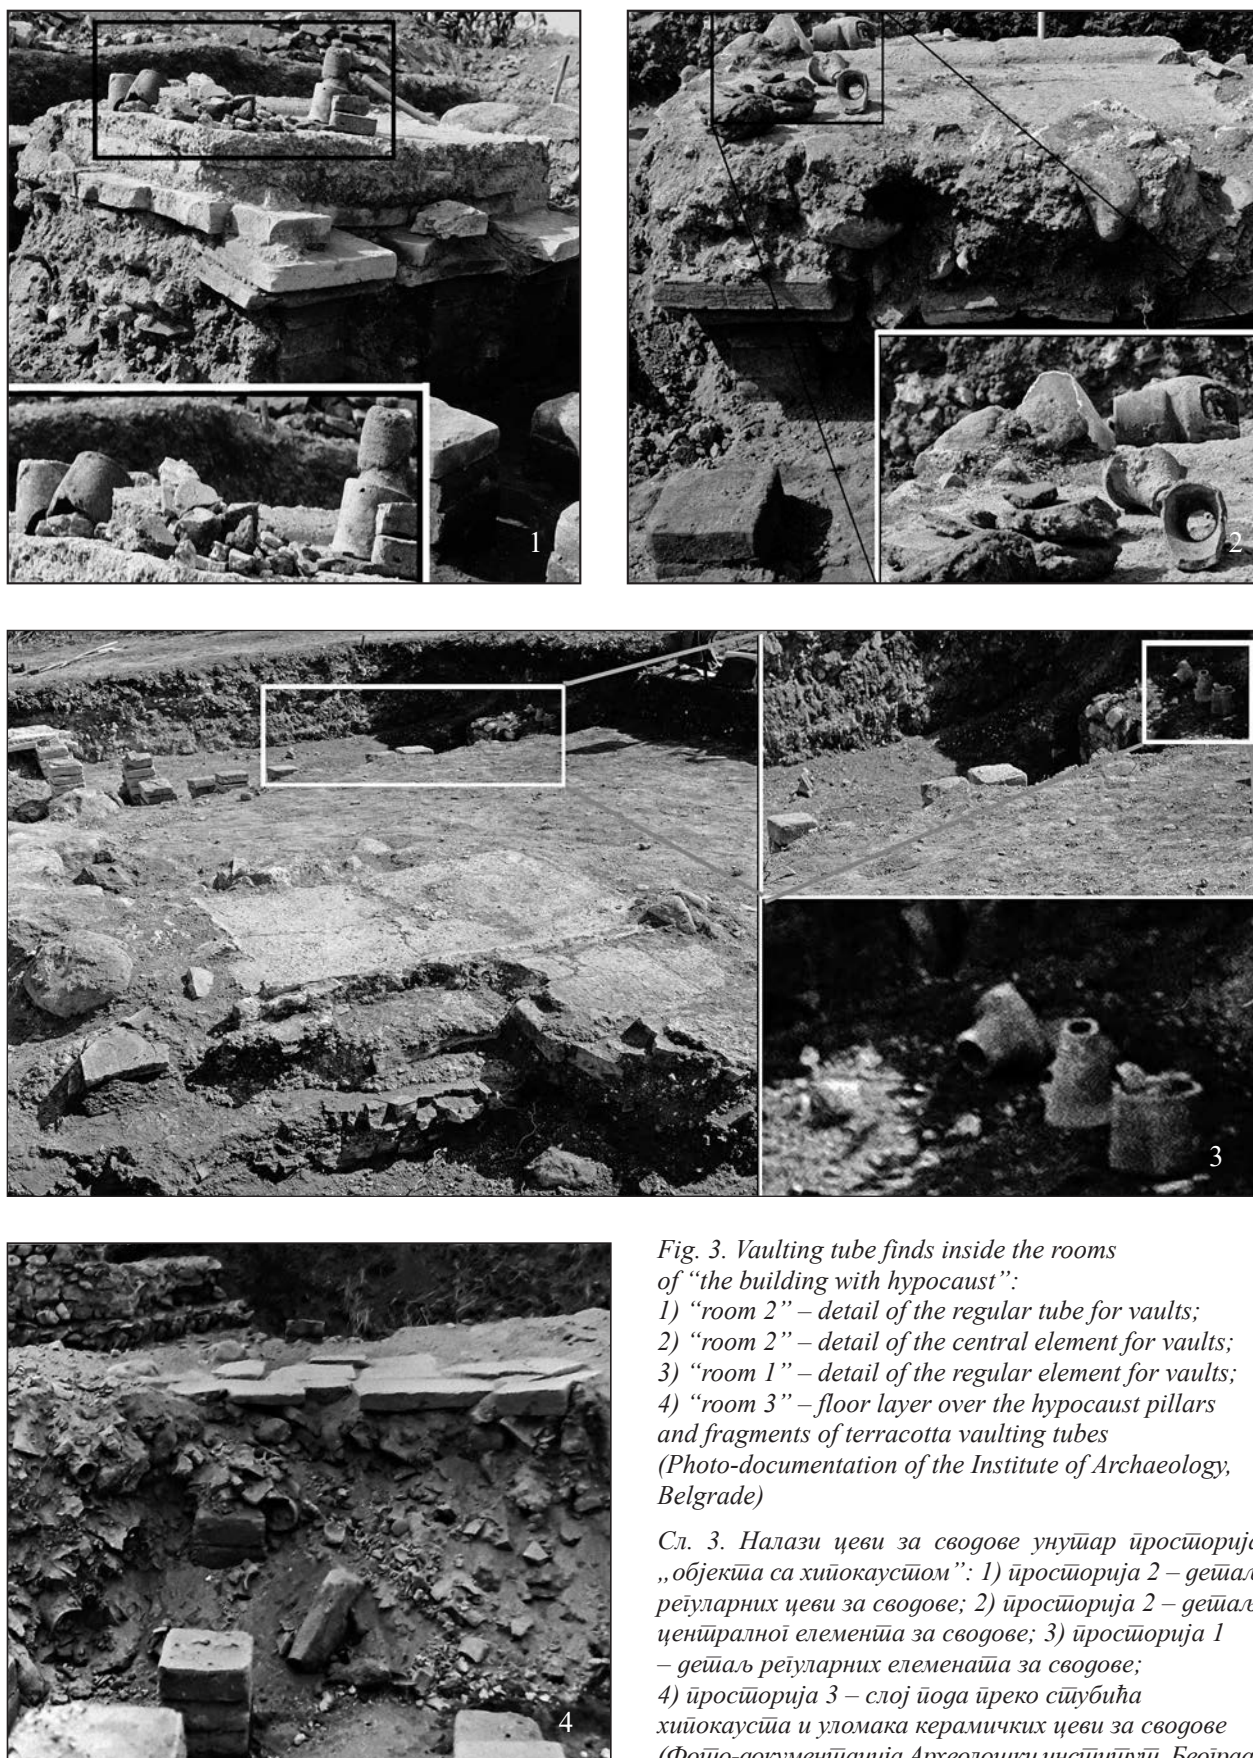 1
2
3
4
Fig. 3. Vaulting tube finds inside the rooms
of “the building with hypocaust”:
1) “room 2” – detail of the regular tube for vaults;
2) “room 2” – detail of the central element for vaults;
3) “room 1” – detail of the regular element for vaults;
4) “room 3” – floor layer over the hypocaust pillars
and fragments of terracotta vaulting tubes
(Photo-documentation of the Institute of Archaeology,
Belgrade)
Сл. 3. Налази цеви за сводове унутар просторија
„објекта са хипокаустом”: 1) просторија 2 – детаљ
регуларних цеви за сводове; 2) просторија 2 – детаљ
централног елемента за сводове; 3) просторија 1
– детаљ регуларних елемената за сводове;
4) просторија 3 – слој пода преко стубића
хипокауста и уломака керамичких цеви за сводове
(Фото-документација Археолошки институт, Београд)